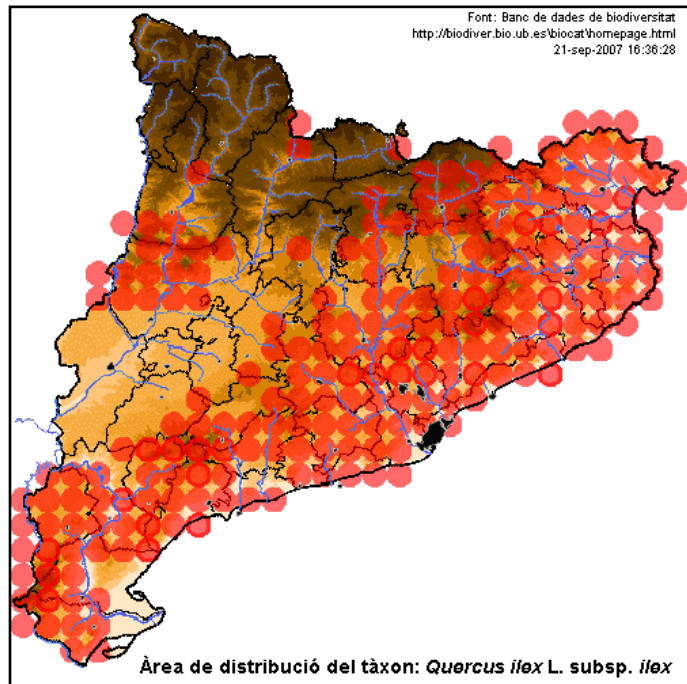 Font: Banc de dades de biodiversitat
http://biodiver.bio.ub.es\biocat\homepage.html
21-sep-2007 16:36:28
Àrea de distribució del tàxon: Quercus ilex L. subsp. ilex